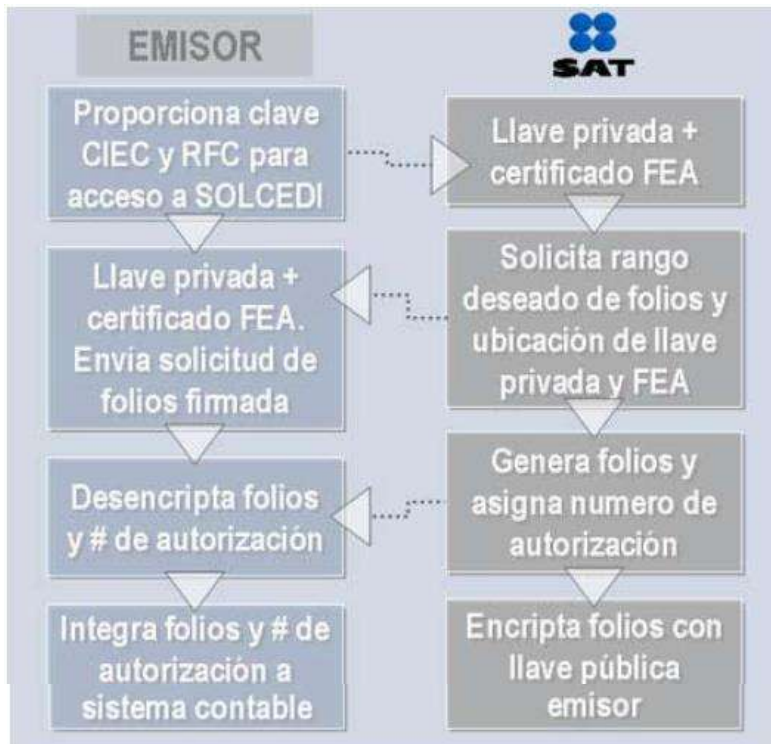 EMISOR
SAT
Proporciona clave
CIEC y RFC para
acceso a SOLCEDI
Llave privada +
certificado FEA
Llave privada +
certificado FEA.
Envía solicitud de
folios firmada
Solicita rango
deseado de folios y
ubicación de llave
privada y FEA
Desencripta folios
y # de autorización
Genera folios y
asigna numero de
autorización
Integra folios y # de
autorización a
sistema contable
Encripta folios con
llave pública
emisor